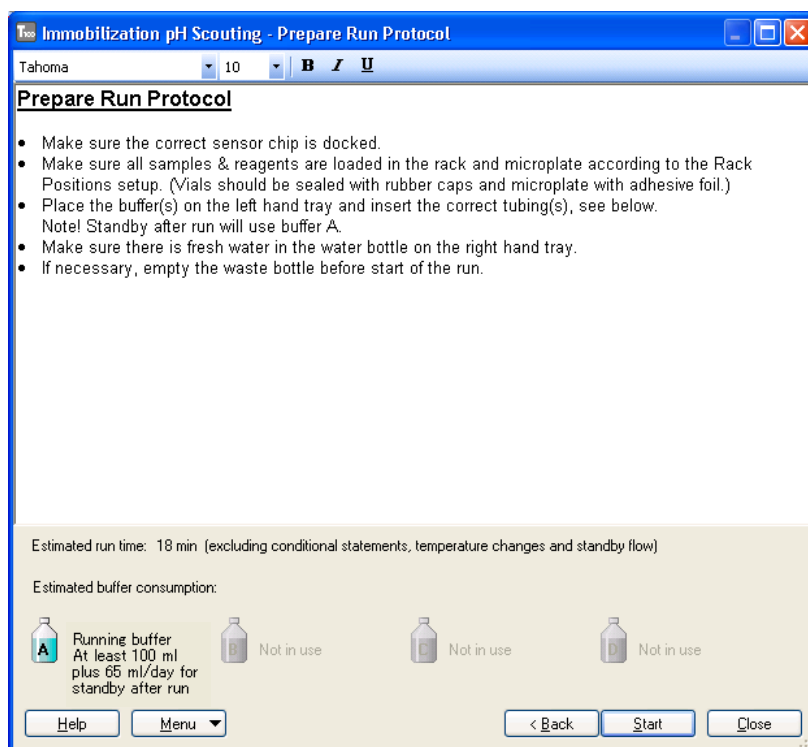 T100 Immobilization pH Scouting - Prepare Run Protocol
Tahoma 10 B I U
Prepare Run Protocol
• Make sure the correct sensor chip is docked.
• Make sure all samples & reagents are loaded in the rack and microplate according to the Rack
Positions setup. (Vials should be sealed with rubber caps and microplate with adhesive foil.)
• Place the buffer(s) on the left hand tray and insert the correct tubing(s), see below.
Note! Standby after run will use buffer A.
• Make sure there is fresh water in the water bottle on the right hand tray.
• If necessary, empty the waste bottle before start of the run.
Estimated run time: 18 min (excluding conditional statements, temperature changes and standby flow)
Estimated buffer consumption:
A
Running buffer
At least 100 ml
plus 65 ml/day for
standby after run
B Not in use
C Not in use
D Not in use
Help Menu < Back Start Close